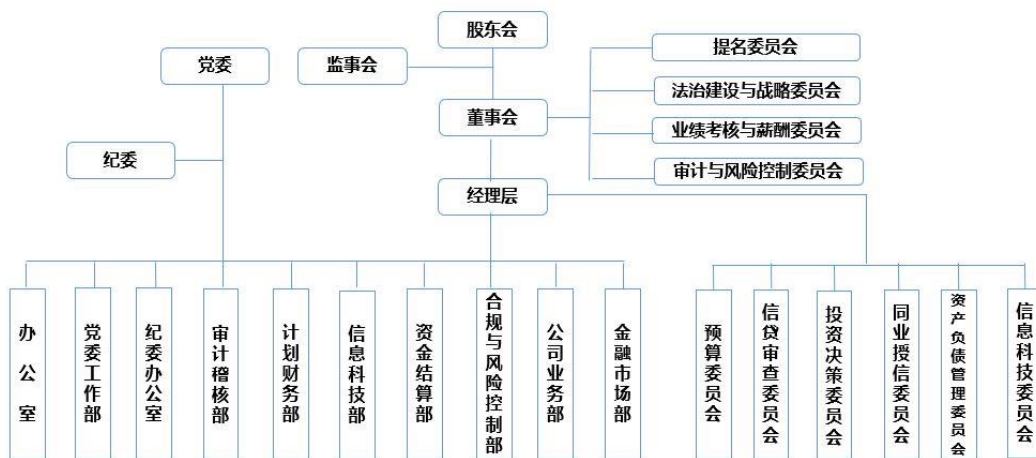 股东会
党委
监事会
提名委员会
法治建设与战略委员会
董事会
业绩考核与薪酬委员会
纪委
审计与风险控制委员会
经理层
办公室
党委工作部
纪委办公室
审计稽核部
计划财务部
信息科技部
资金结算部
合规与风险控制部
公司业务部
金融市场部
预算委员会
信贷审查委员会
投资决策委员会
同业授信委员会
资产负债管理委员会
信息科技委员会